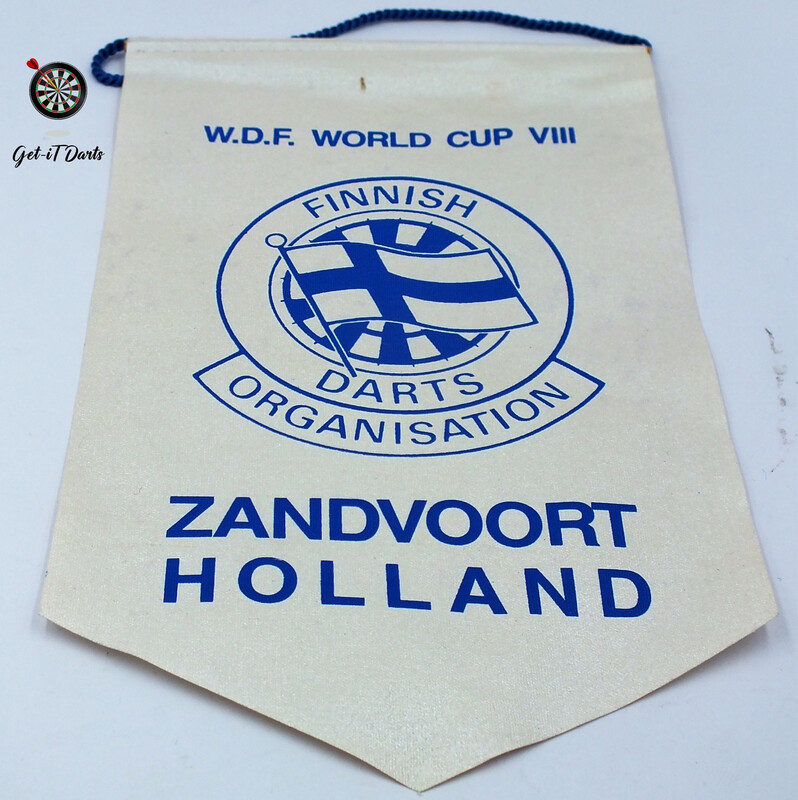 Get-iT Darts
W.D.F. WORLD CUP VIII
FINNISH
DARTS
ORGANISATION
ZANDVOORT
HOLLAND